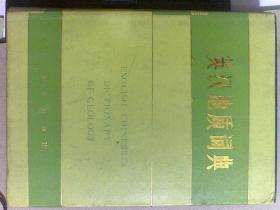 英汉地质词典
ENGLISH-CHINESE
DICTIONARY
OF GEOLOGY